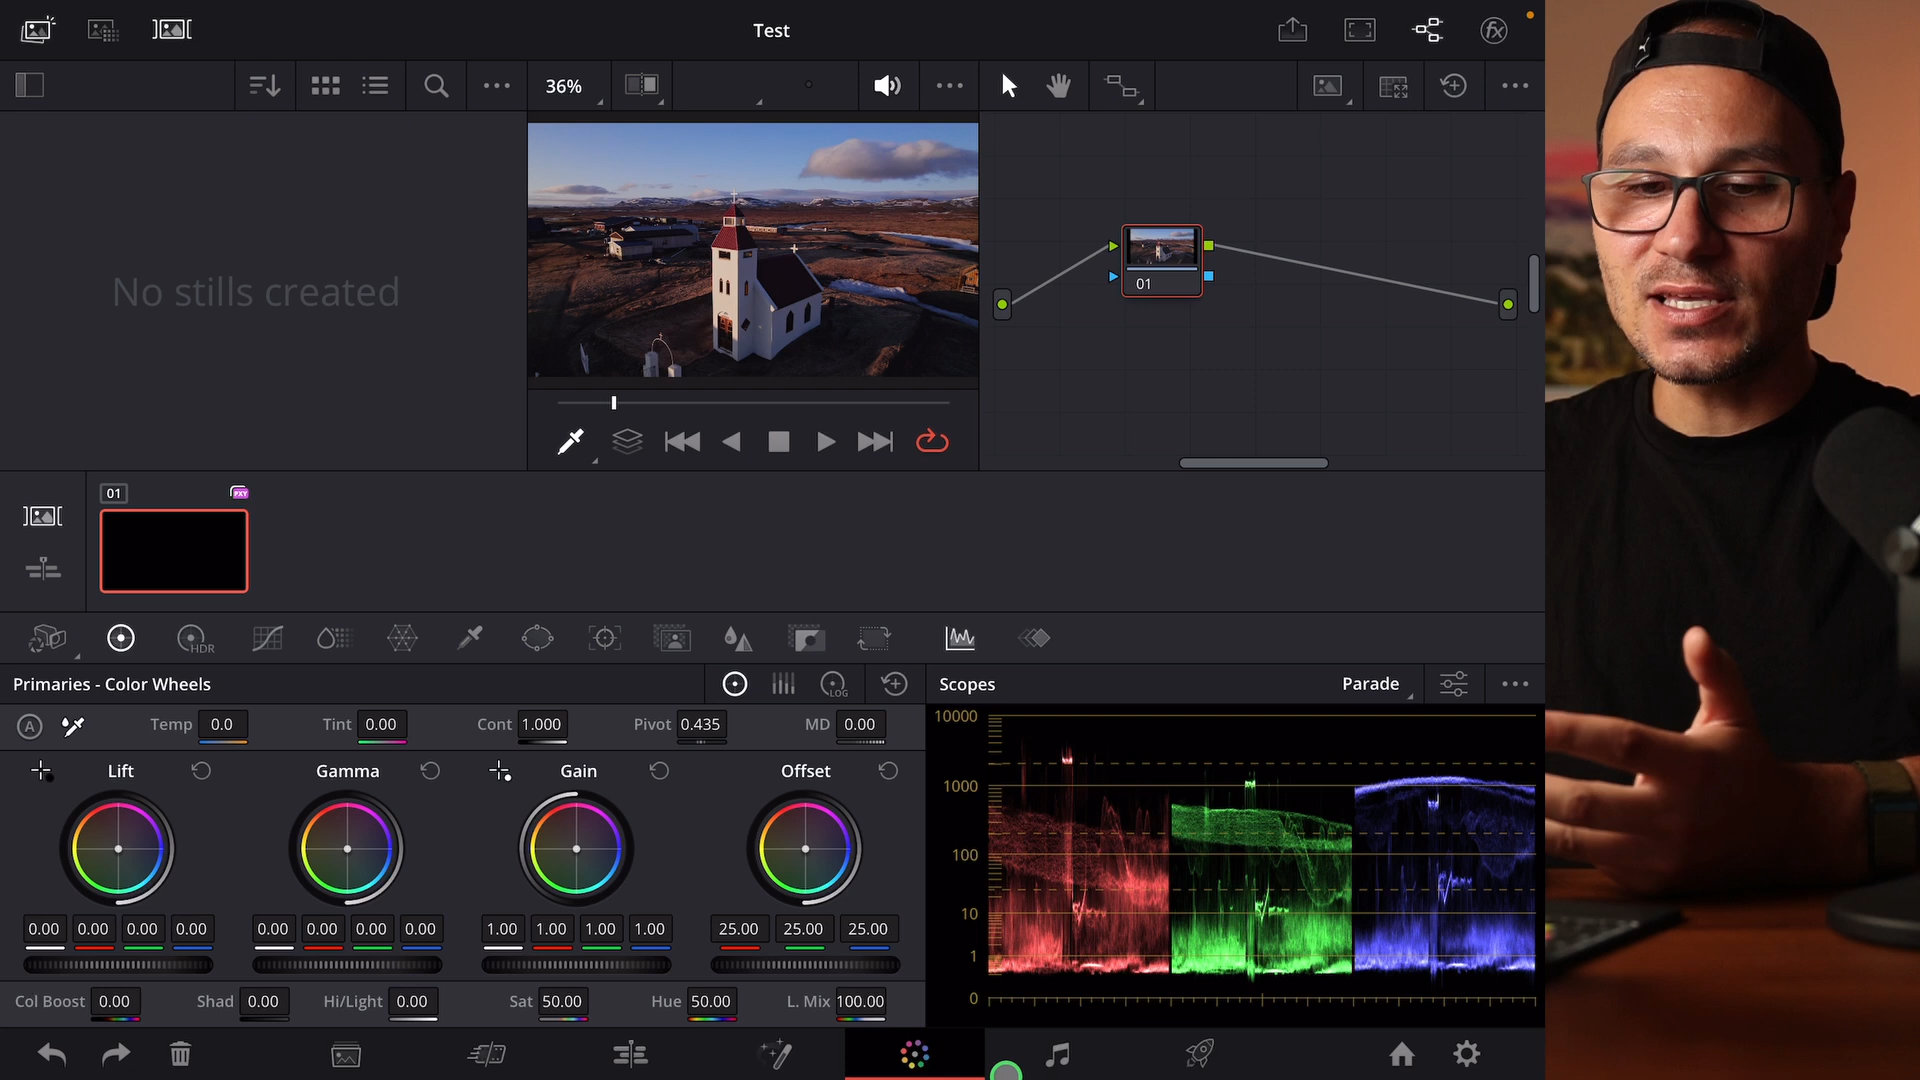 Test
36%
No stills created
01
01
PXY
HDR
Primaries - Color Wheels
LOG
Scopes
Parade
A
Temp 0.0
Tint 0.00
Cont 1.000
Pivot 0.435
MD 0.00
Lift
Gamma
Gain
Offset
0.00 0.00 0.00 0.00
0.00 0.00 0.00 0.00
1.00 1.00 1.00 1.00
25.00 25.00 25.00
Col Boost 0.00
Shad 0.00
Hi/Light 0.00
Sat 50.00
Hue 50.00
L. Mix 100.00
10000
1000
100
10
1
0
fx